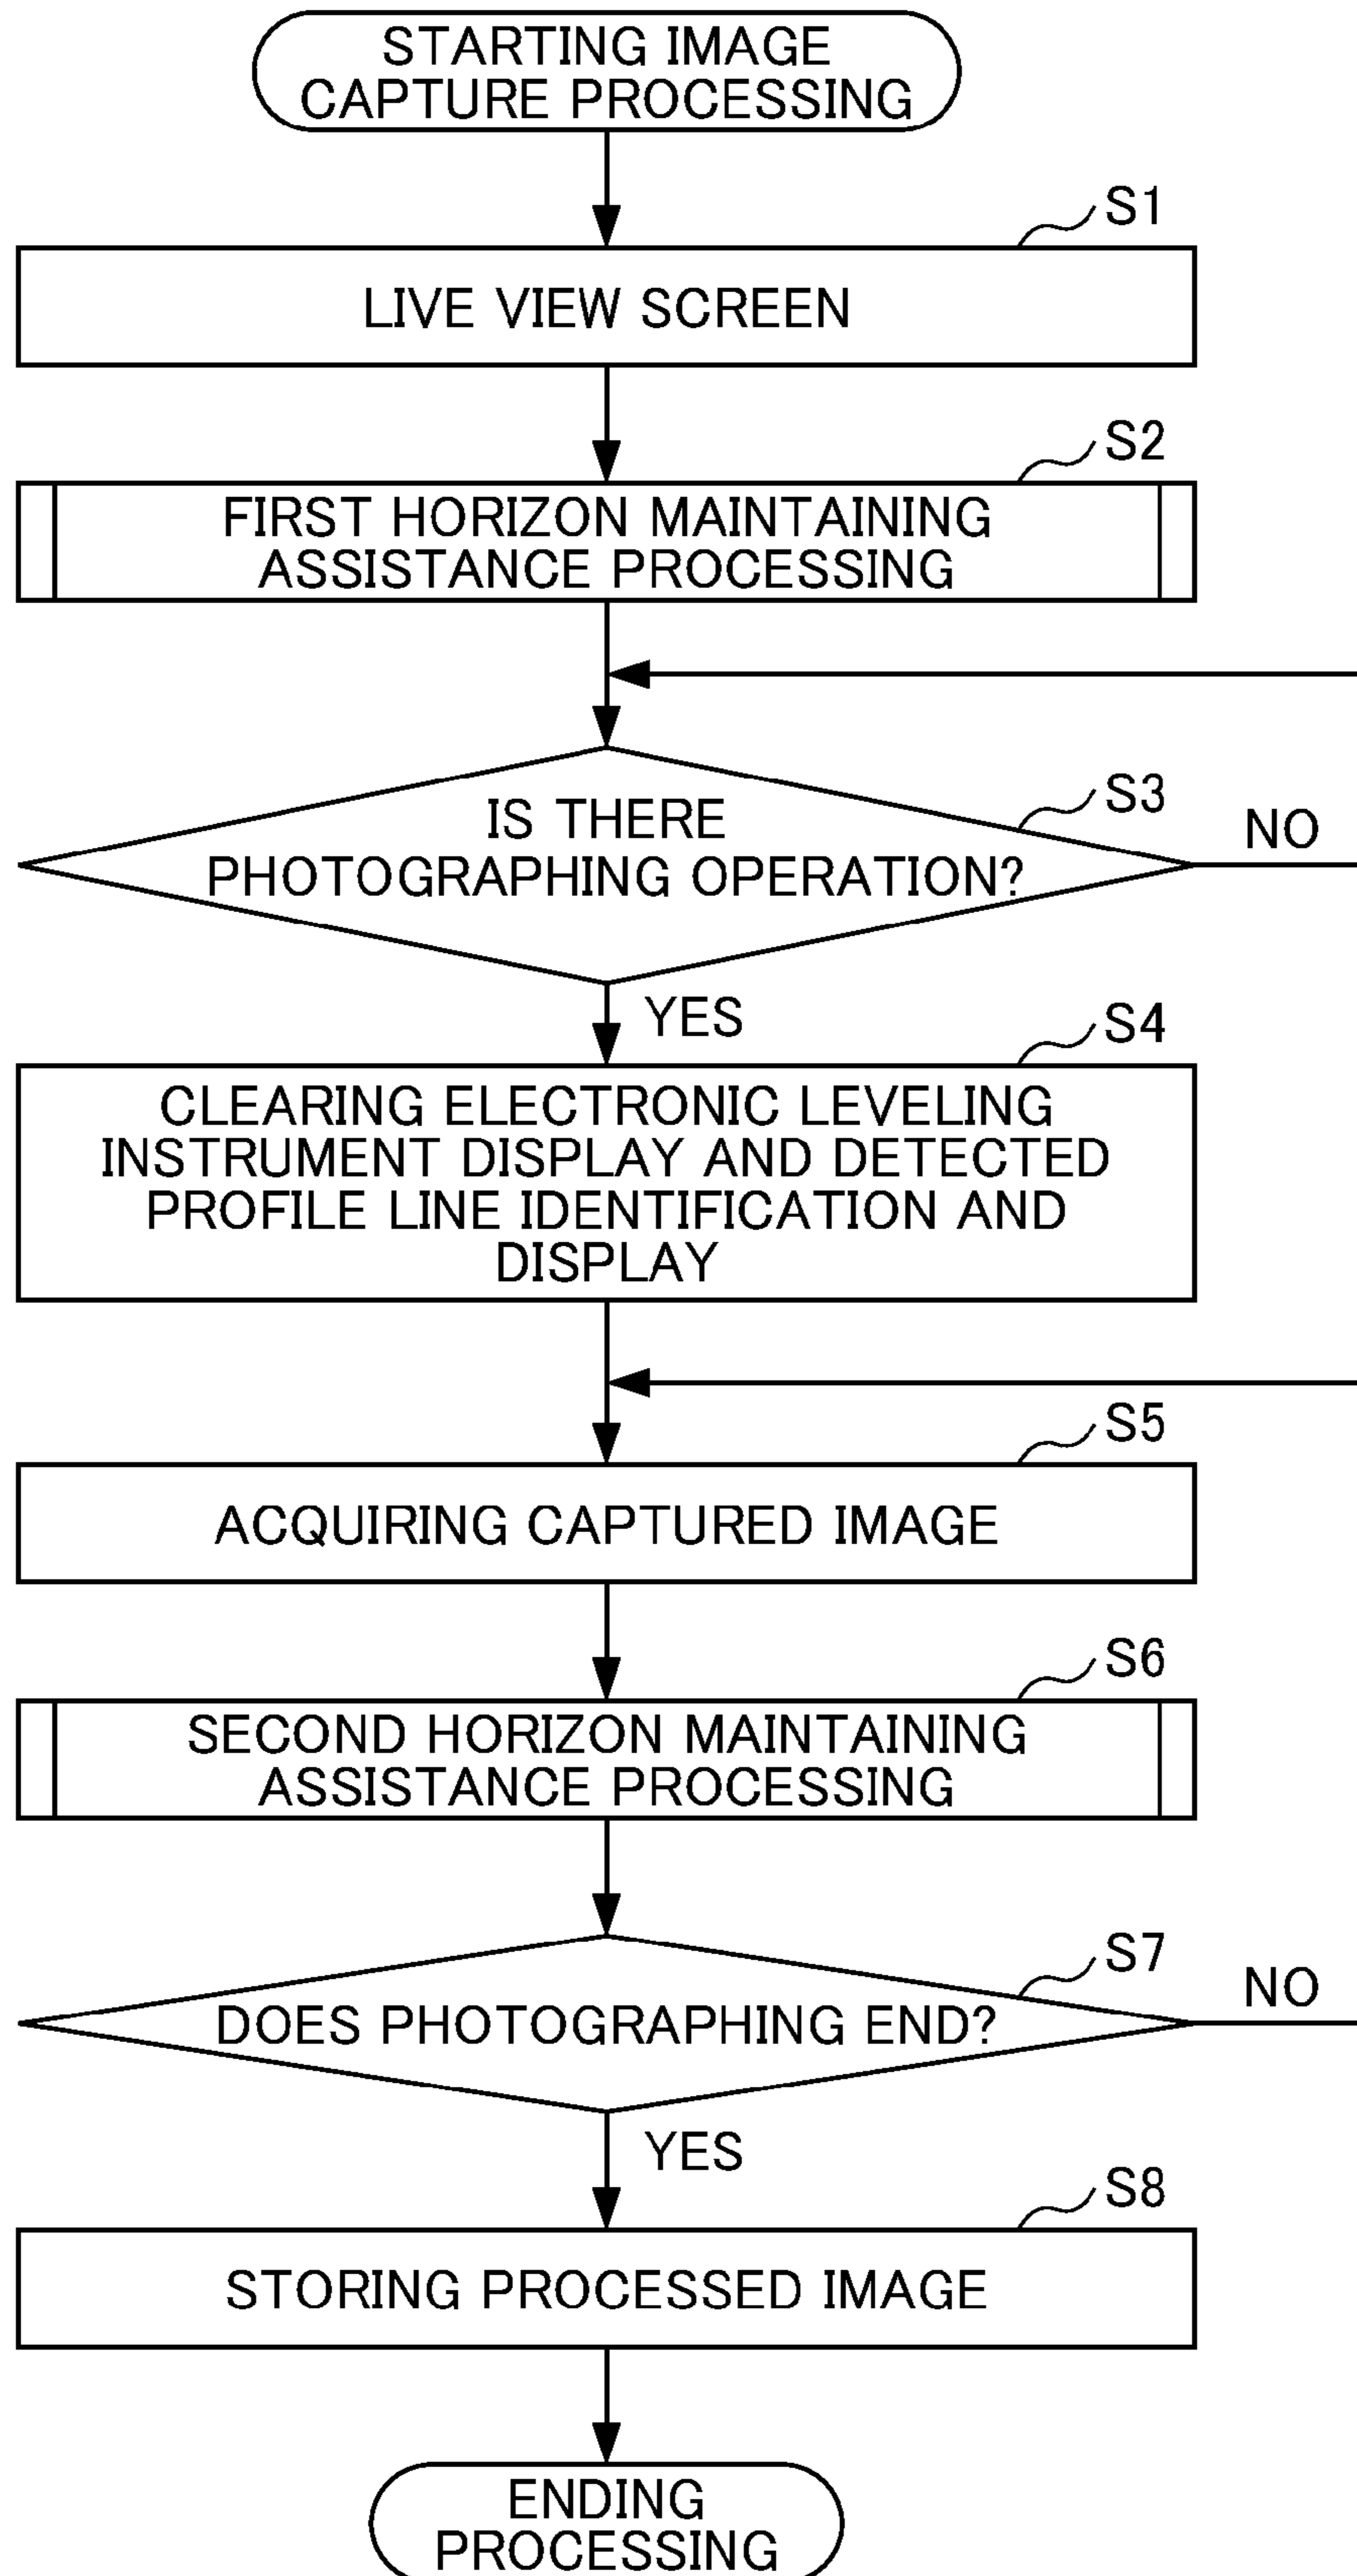 STARTING IMAGE
CAPTURE PROCESSING
S1
LIVE VIEW SCREEN
S2
FIRST HORIZON MAINTAINING
ASSISTANCE PROCESSING
S3
IS THERE
NO
PHOTOGRAPHING OPERATION?
YES
S4
CLEARING ELECTRONIC LEVELING
INSTRUMENT DISPLAY AND DETECTED
PROFILE LINE IDENTIFICATION AND
DISPLAY
S5
ACQUIRING CAPTURED IMAGE
S6
SECOND HORIZON MAINTAINING
ASSISTANCE PROCESSING
S7
NO
DOES PHOTOGRAPHING END?
YES
S8
STORING PROCESSED IMAGE
ENDING
PROCESSING